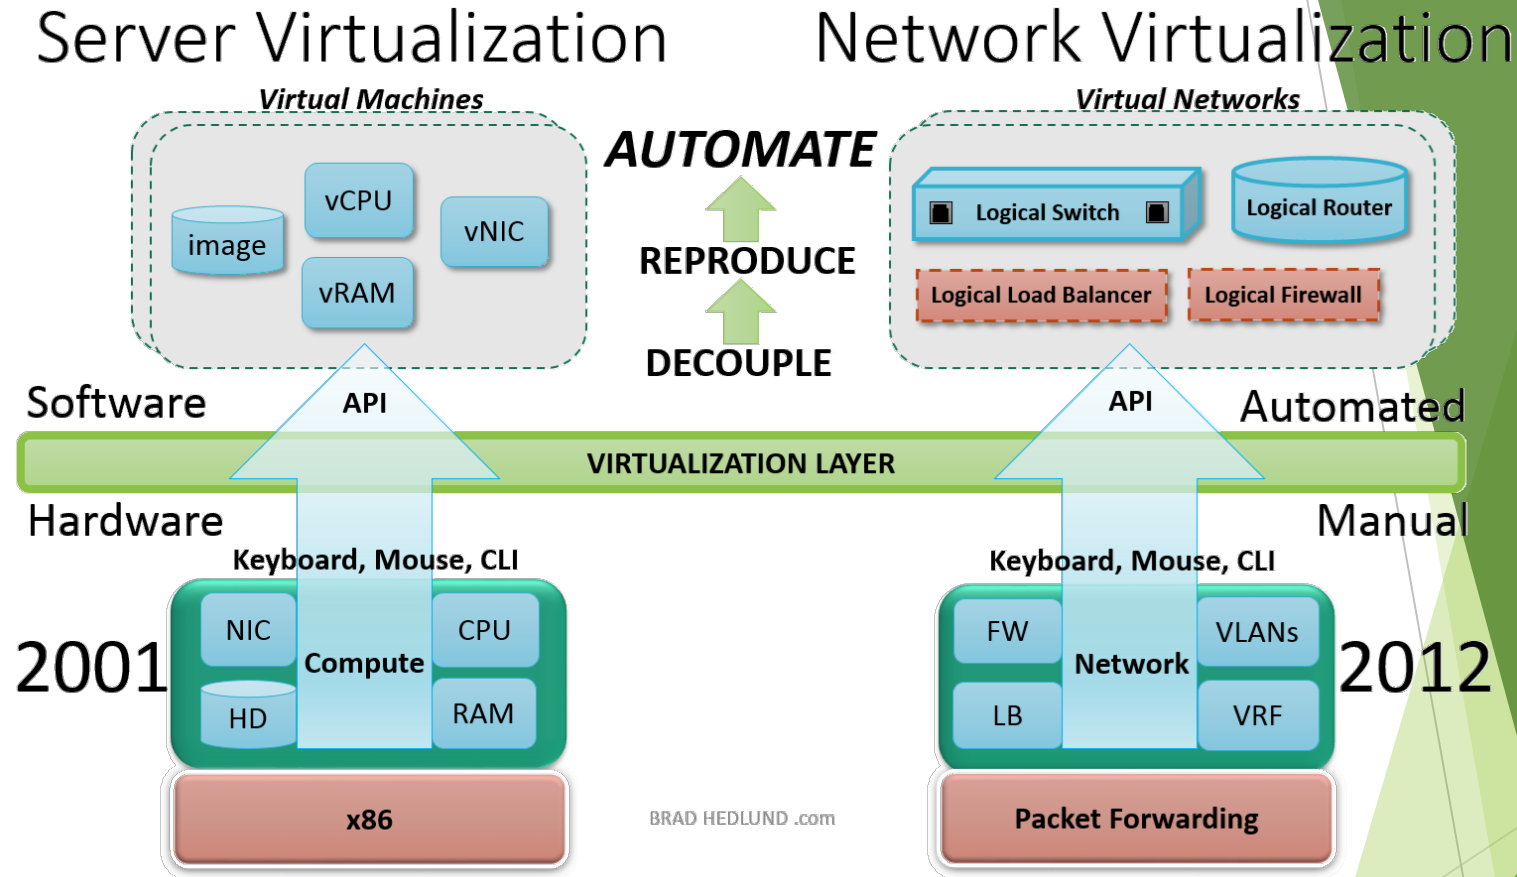 Server Virtualization
Network Virtualization
Virtual Machines
Virtual Networks
AUTOMATE
REPRODUCE
DECOUPLE
image
vCPU
vRAM
vNIC
Logical Switch
Logical Router
Logical Load Balancer
Logical Firewall
API
API
Software
Automated
VIRTUALIZATION LAYER
Hardware
Manual
Keyboard, Mouse, CLI
Keyboard, Mouse, CLI
2001
NIC
CPU
Compute
HD
RAM
x86
FW
VLANs
Network
LB
VRF
2012
Packet Forwarding
BRAD HEDLUND .com